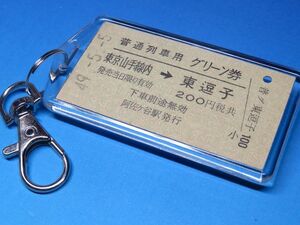 49.-5.-5
普通列車用 グリーン券
東京山手線内 → 東逗子
発売当日限り有効 200円税共
下車前途無効
阿佐ケ谷駅発行
東逗子
小 100